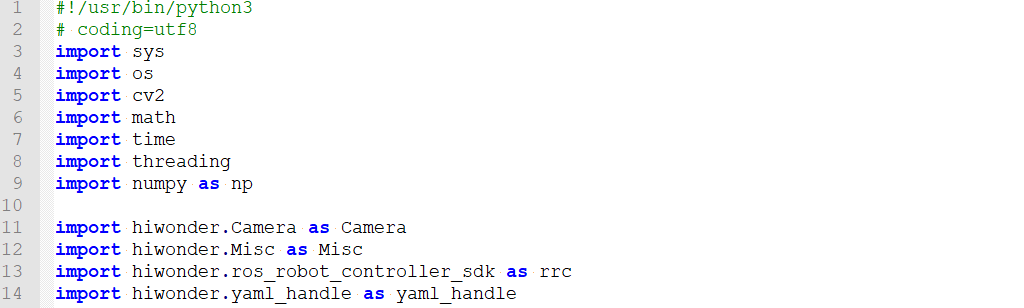 1 #!/usr/bin/python3
2 # coding=utf8
3 import sys
4 import os
5 import cv2
6 import math
7 import time
8 import threading
9 import numpy as np
10
11 import hiwonder.Camera as Camera
12 import hiwonder.Misc as Misc
13 import hiwonder.ros_robot_controller_sdk as rrc
14 import hiwonder.yaml_handle as yaml_handle